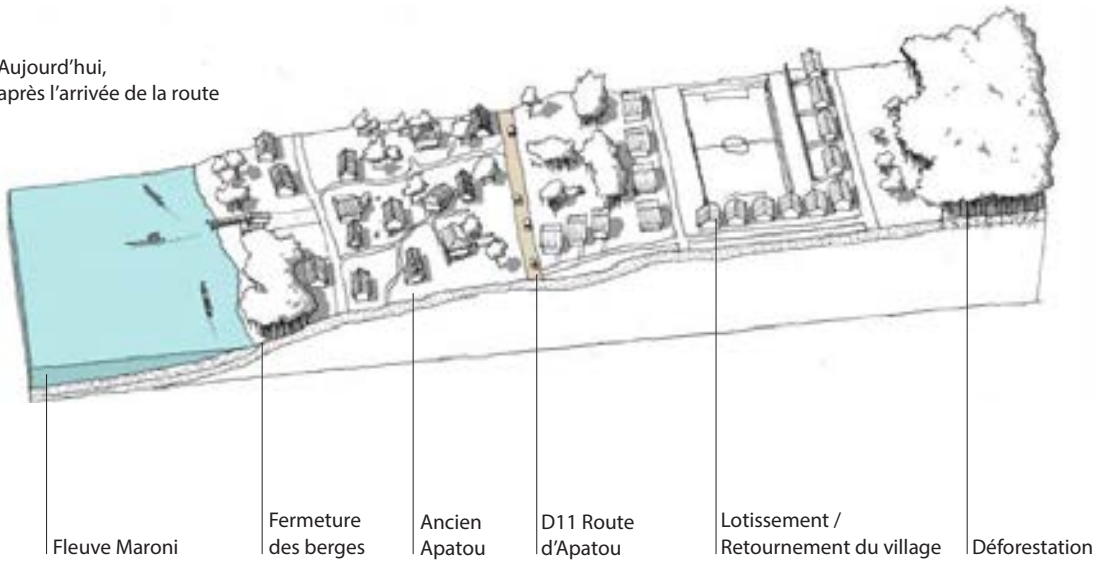 Aujourd'hui,
après l'arrivée de la route
Fleuve Maroni
Fermeture
des berges
Ancien
Apatou
D11 Route
d'Apatou
Lotissement /
Retournement du village
Déforestation